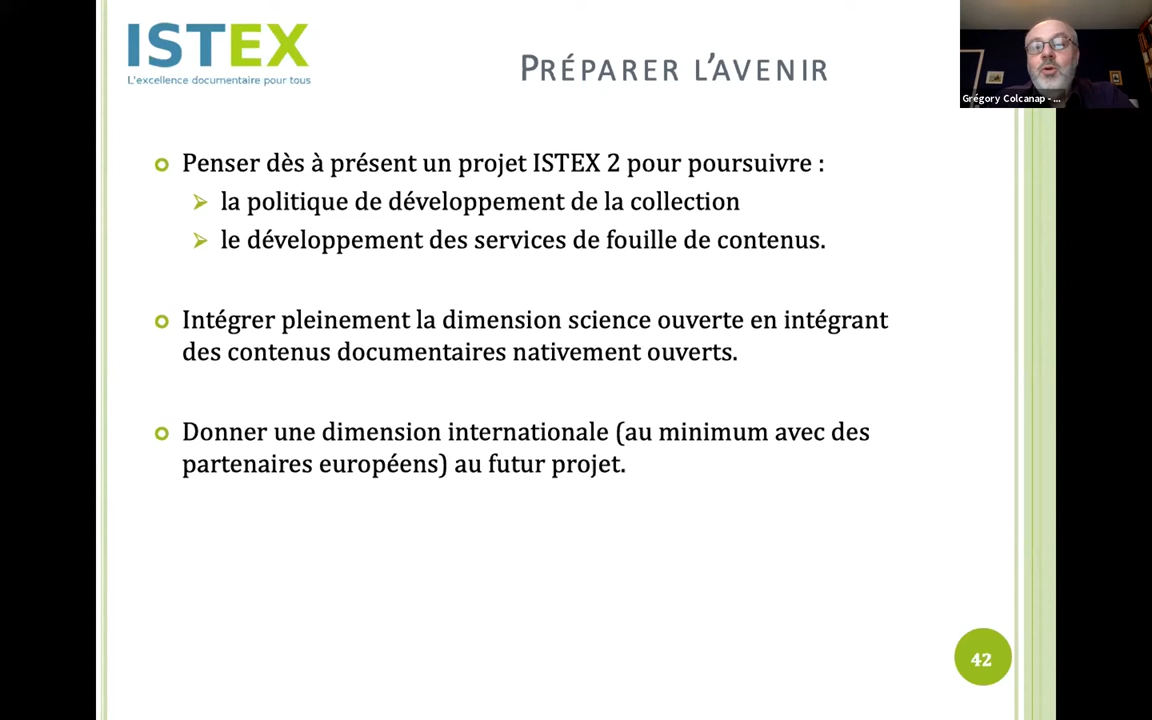 ISTEX
L'excellence documentaire pour tous
PRÉPARER L'AVENIR
Grégory Colcanap - ...
Penser dès à présent un projet ISTEX 2 pour poursuivre :
la politique de développement de la collection
le développement des services de fouille de contenus.
Intégrer pleinement la dimension science ouverte en intégrant
des contenus documentaires nativement ouverts.
Donner une dimension internationale (au minimum avec des
partenaires européens) au futur projet.
42